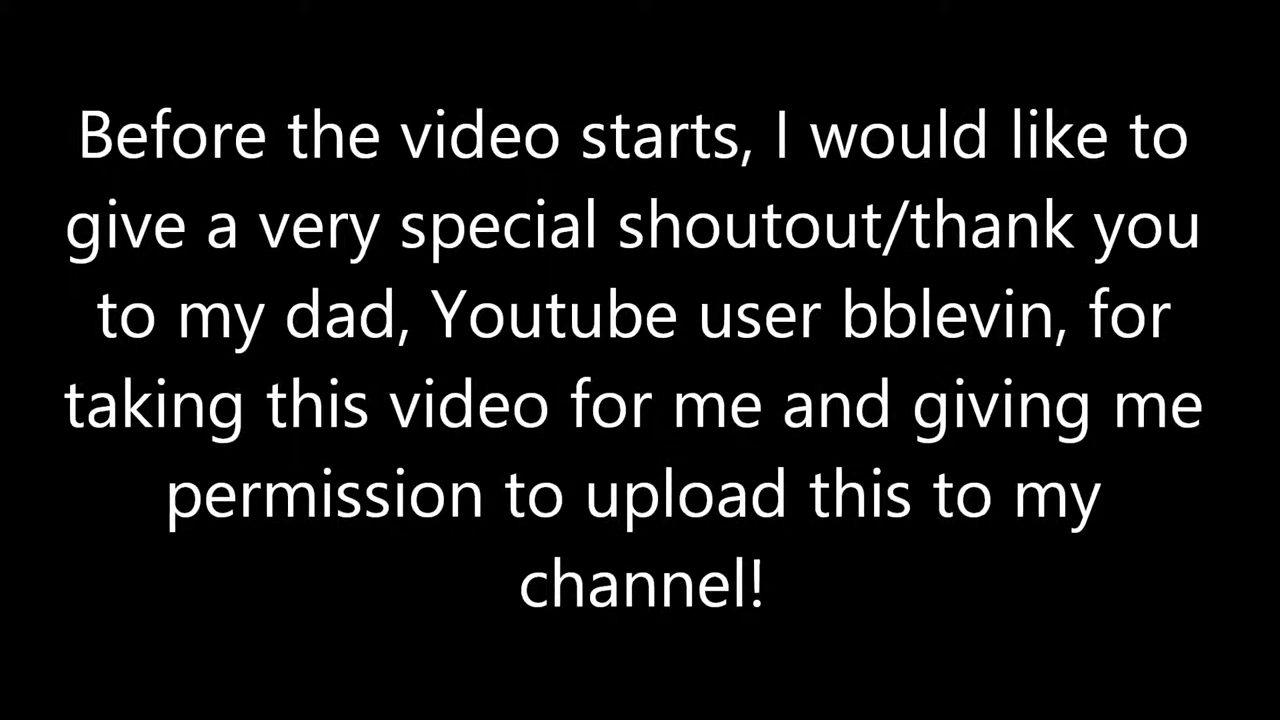 Before the video starts, I would like to
give a very special shoutout/thank you
to my dad, Youtube user bblevin, for
taking this video for me and giving me
permission to upload this to my
channel!